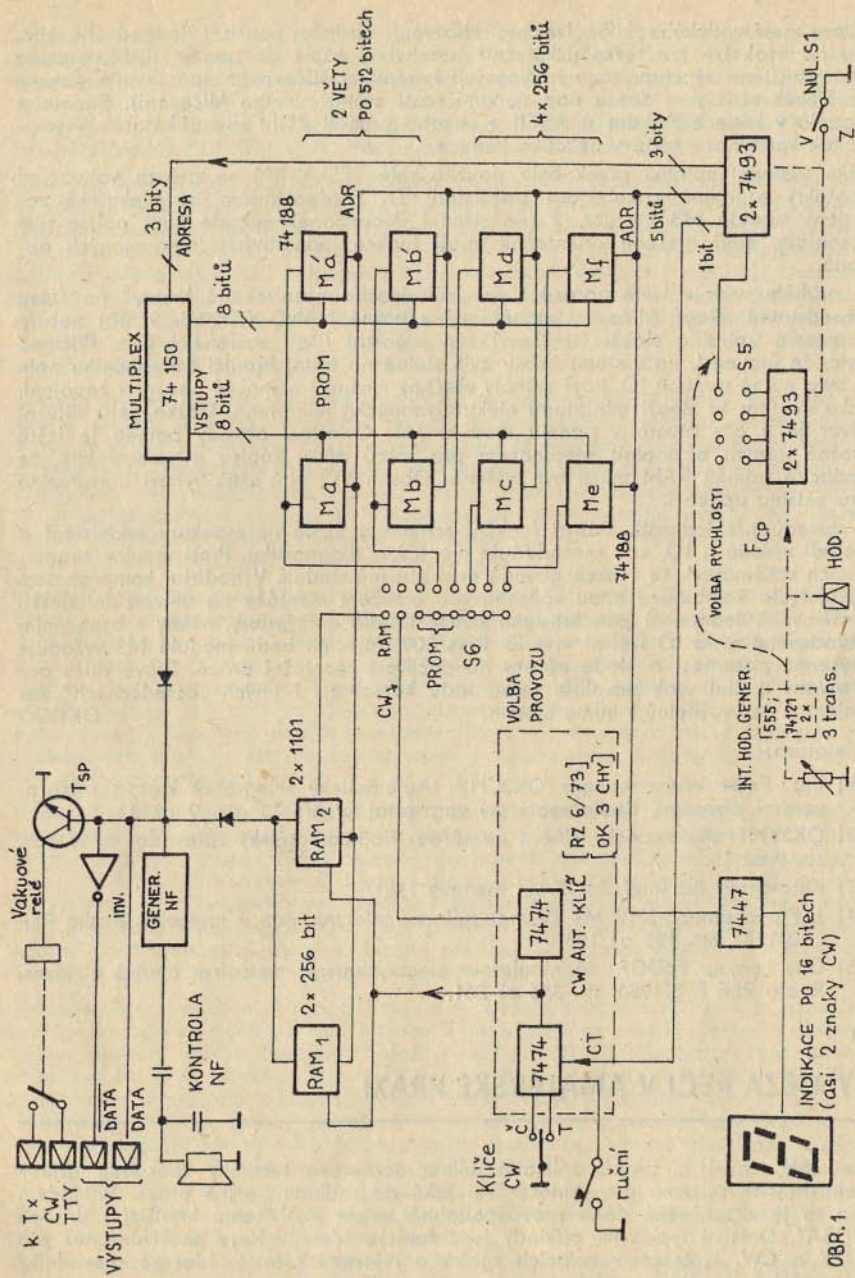 k Tx
CW
TTY
VÝSTUPY
DATA
DATA
Vakuové
relé
TSP
inv.
GENER.
NF
KONTROLA
NF
MULTIPLEX
74 150
VSTUPY
8 bitů
8 bitů
3 bity
ADRESA
2 VĚTY
PO 512 bitech
4 x 256 bitů
74 188
PROM
ADR
Ma
Ma´
Mb
Mb´
Mc
Md
Me
Mf
ADR
74188
3 bity
5 bitů
1 bit
2 x 7493
NUL. S1
V
Z
2 x 1101
RAM2
RAM1
2 x 256 bit
RAM
CW
PROM
S6
VOLBA
PROVOZU
7474
7474
CW AUT. KLÍČ
[RZ 6/73]
[OK 3 CHY]
ČT
Klíče
CW
Č
T
ruční
VOLBA RYCHLOSTI
S5
2 x 7493
FCP
HOD.
INT. HOD. GENER.
555;
74121
2x
3 trans.
7447
INDIKACE PO 16 bitech
(asi 2 znaky CW)
OBR. 1